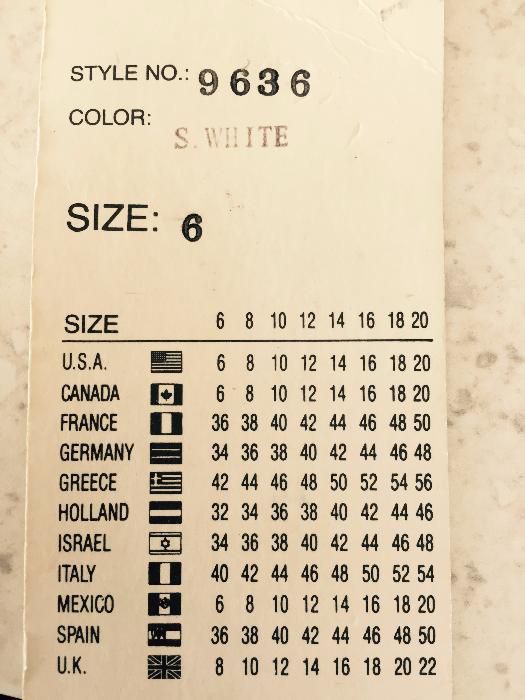 STYLE NO.: 9636
COLOR: S. WHITE
SIZE: 6
SIZE 6 8 10 12 14 16 18 20
U.S.A. 6 8 10 12 14 16 18 20
CANADA 6 8 10 12 14 16 18 20
FRANCE 36 38 40 42 44 46 48 50
GERMANY 34 36 38 40 42 44 46 48
GREECE 42 44 46 48 50 52 54 56
HOLLAND 32 34 36 38 40 42 44 46
ISRAEL 34 36 38 40 42 44 46 48
ITALY 40 42 44 46 48 50 52 54
MEXICO 6 8 10 12 14 16 18 20
SPAIN 36 38 40 42 44 46 48 50
U.K. 8 10 12 14 16 18 20 22